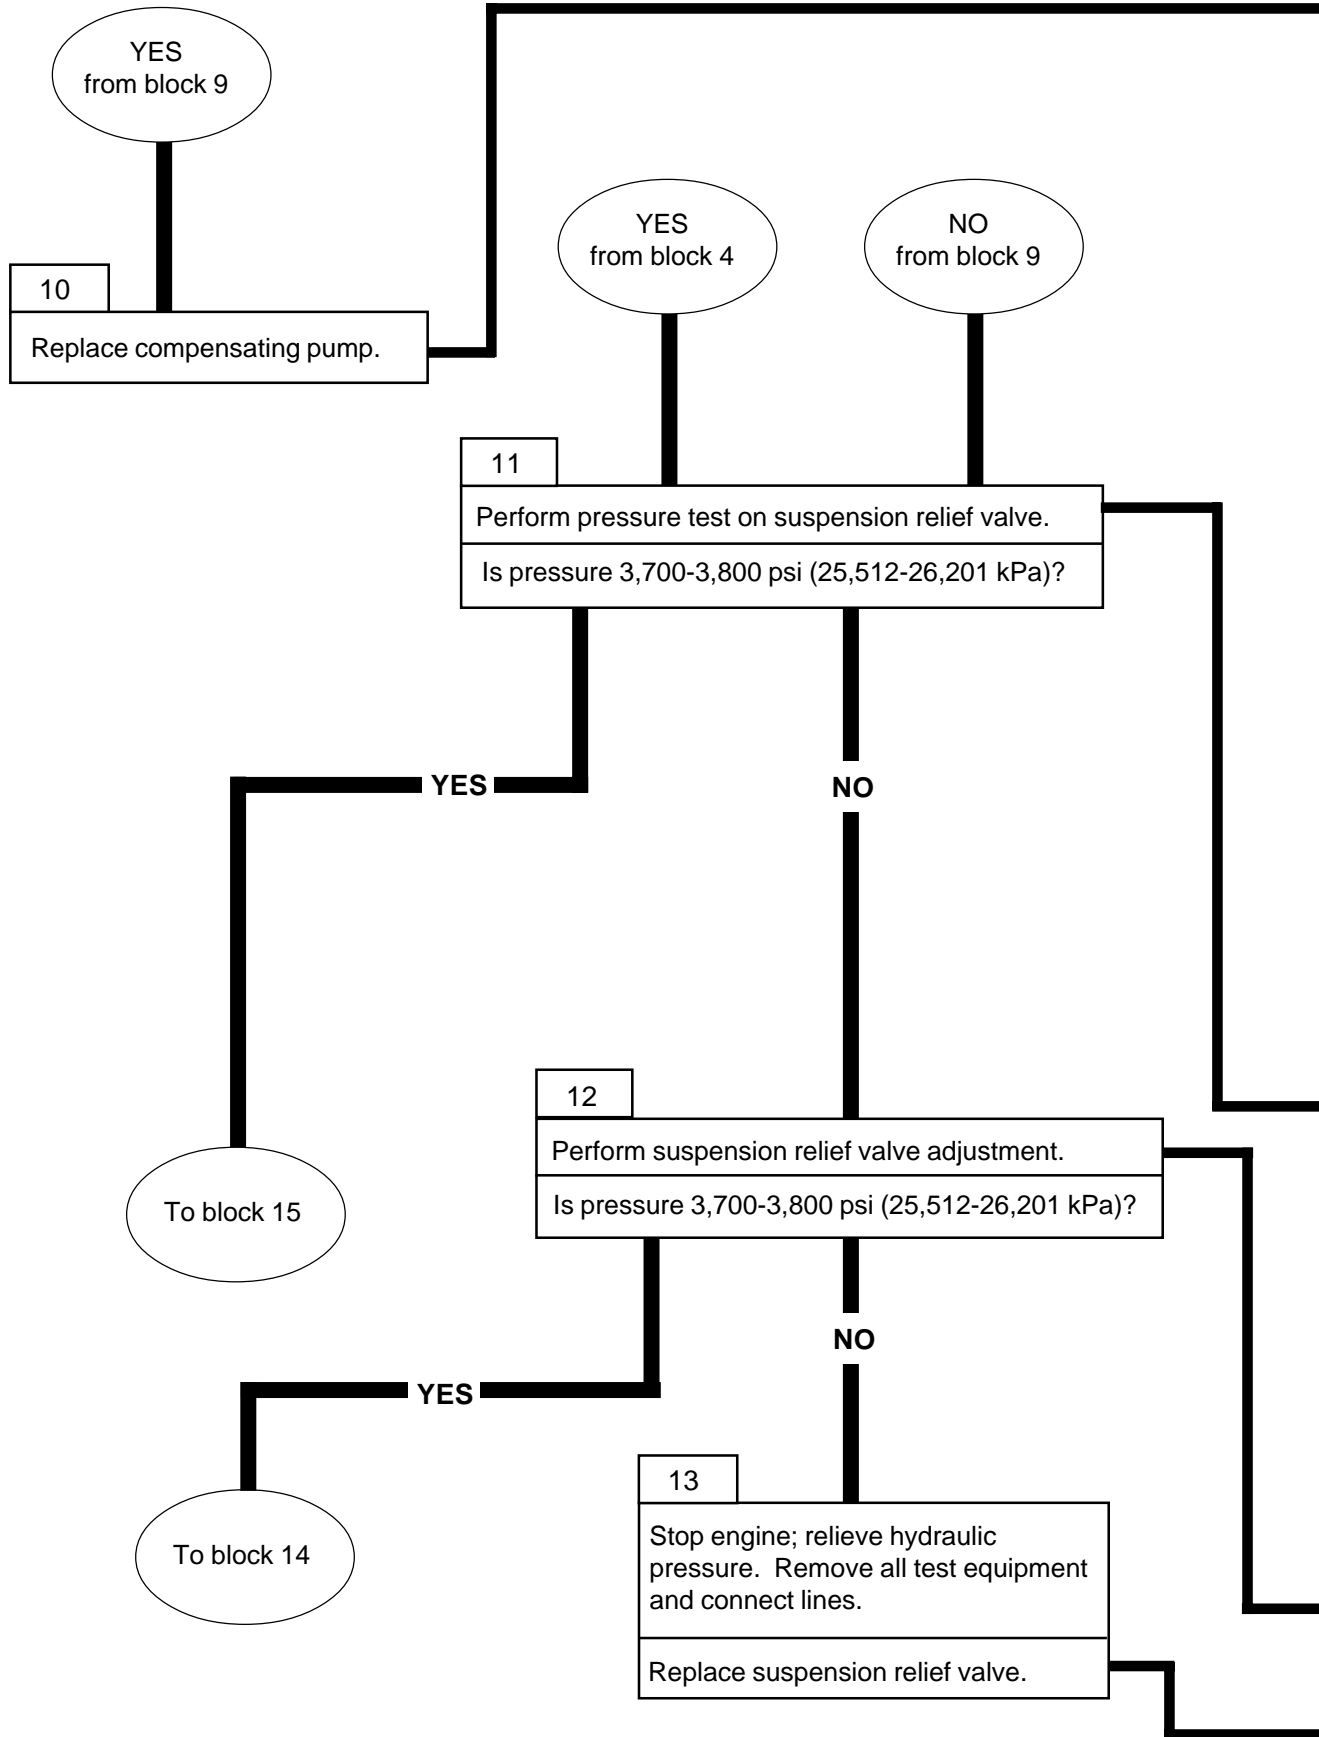 YES
from block 9
YES
from block 4
NO
from block 9
10
Replace compensating pump.
11
Perform pressure test on suspension relief valve.
Is pressure 3,700-3,800 psi (25,512-26,201 kPa)?
YES
NO
12
Perform suspension relief valve adjustment.
Is pressure 3,700-3,800 psi (25,512-26,201 kPa)?
To block 15
NO
YES
13
Stop engine; relieve hydraulic
pressure.  Remove all test equipment
and connect lines.
To block 14
Replace suspension relief valve.